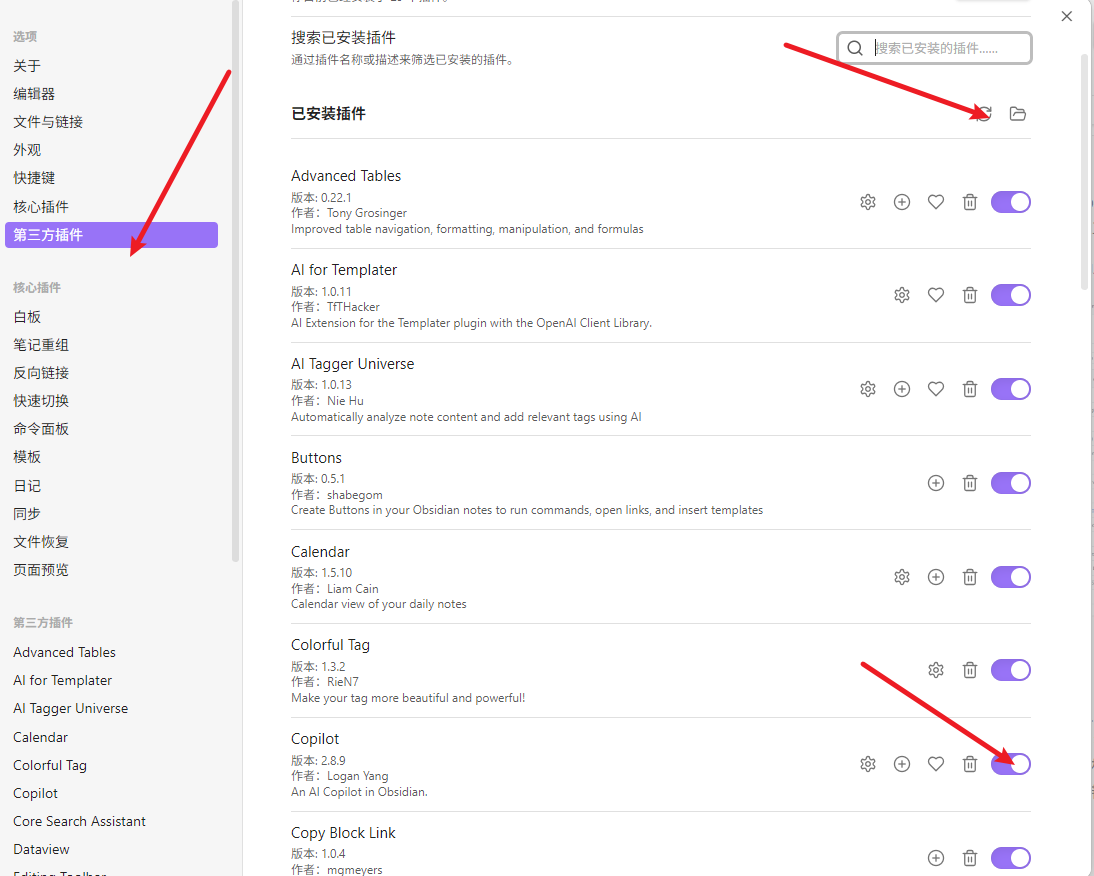 选项
关于
编辑器
文件与链接
外观
快捷键
核心插件
第三方插件
核心插件
白板
笔记重组
反向链接
快速切换
命令面板
模板
日记
同步
文件恢复
页面预览
第三方插件
Advanced Tables
AI for Templater
AI Tagger Universe
Calendar
Colorful Tag
Copilot
Core Search Assistant
Dataview
搜索已安装插件
通过插件名称或描述来筛选已安装的插件。
搜索已安装的插件......
已安装插件
Advanced Tables
版本: 0.22.1
作者：Tony Grosinger
Improved table navigation, formatting, manipulation, and formulas
AI for Templater
版本: 1.0.11
作者：TfTHacker
AI Extension for the Templater plugin with the OpenAI Client Library.
AI Tagger Universe
版本: 1.0.13
作者：Nie Hu
Automatically analyze note content and add relevant tags using AI
Buttons
版本: 0.5.1
作者：shabegom
Create Buttons in your Obsidian notes to run commands, open links, and insert templates
Calendar
版本: 1.5.10
作者：Liam Cain
Calendar view of your daily notes
Colorful Tag
版本: 1.3.2
作者：RieN7
Make your tag more beautiful and powerful!
Copilot
版本: 2.8.9
作者：Logan Yang
An AI Copilot in Obsidian.
Copy Block Link
版本: 1.0.4
作者：mgmeyers